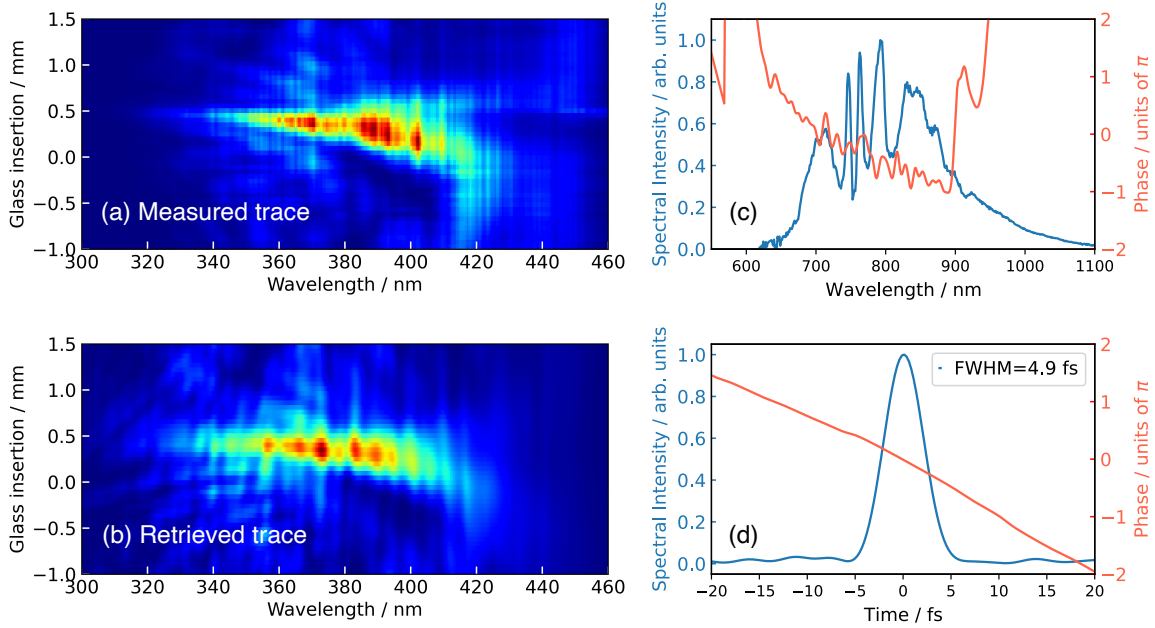 1.5
1.0
0.5
0.0
−0.5
−1.0
Glass insertion / mm
(a) Measured trace
300 320 340 360 380 400 420 440 460
Wavelength / nm
1.0
0.8
0.6
0.4
0.2
0.0
Spectral Intensity / arb. units
(c)
2
1
0
−1
−2
Phase / units of π
600 700 800 900 1000 1100
Wavelength / nm
1.5
1.0
0.5
0.0
−0.5
−1.0
Glass insertion / mm
(b) Retrieved trace
300 320 340 360 380 400 420 440 460
Wavelength / nm
1.0
0.8
0.6
0.4
0.2
0.0
Spectral Intensity / arb. units
FWHM=4.9 fs
(d)
2
1
0
−1
−2
Phase / units of π
−20 −15 −10 −5 0 5 10 15 20
Time / fs